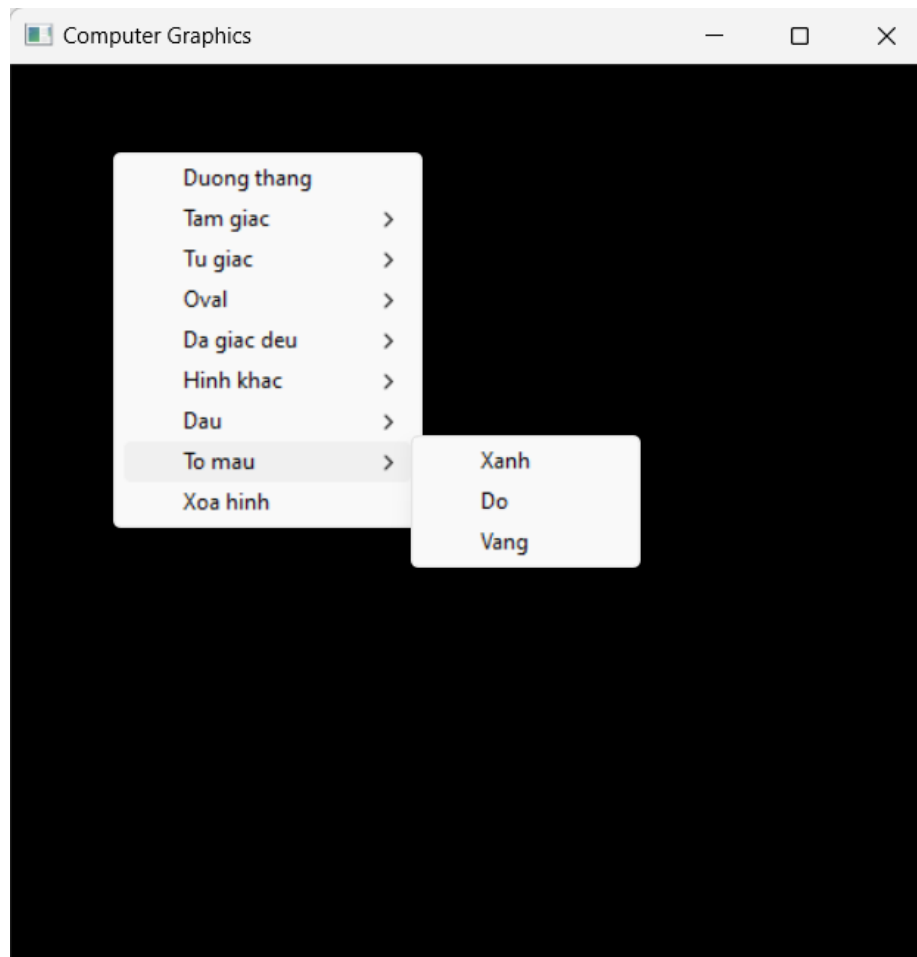 Computer Graphics
Duong thang
Tam giac
Tu giac
Oval
Da giac deu
Hinh khac
Dau
To mau
Xoa hinh
Xanh
Do
Vang